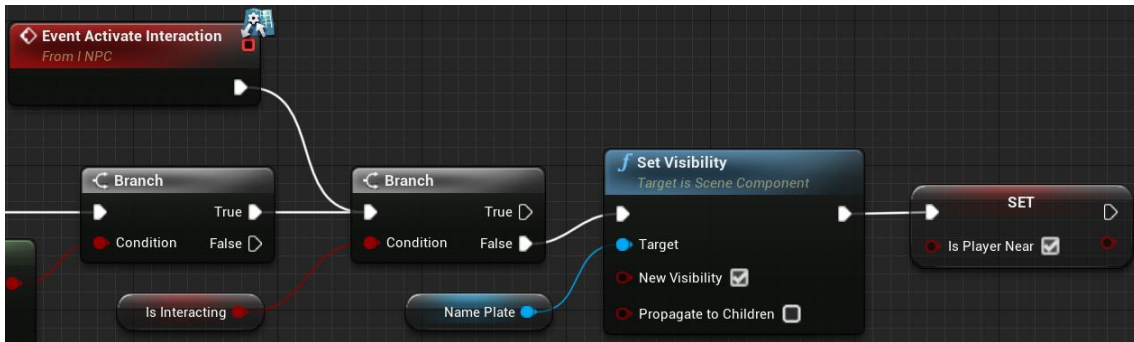 Event Activate Interaction
From I NPC
Branch
True
Condition
False
Is Interacting
Branch
True
Condition
False
Name Plate
Set Visibility
Target is Scene Component
Target
New Visibility
Propagate to Children
SET
Is Player Near